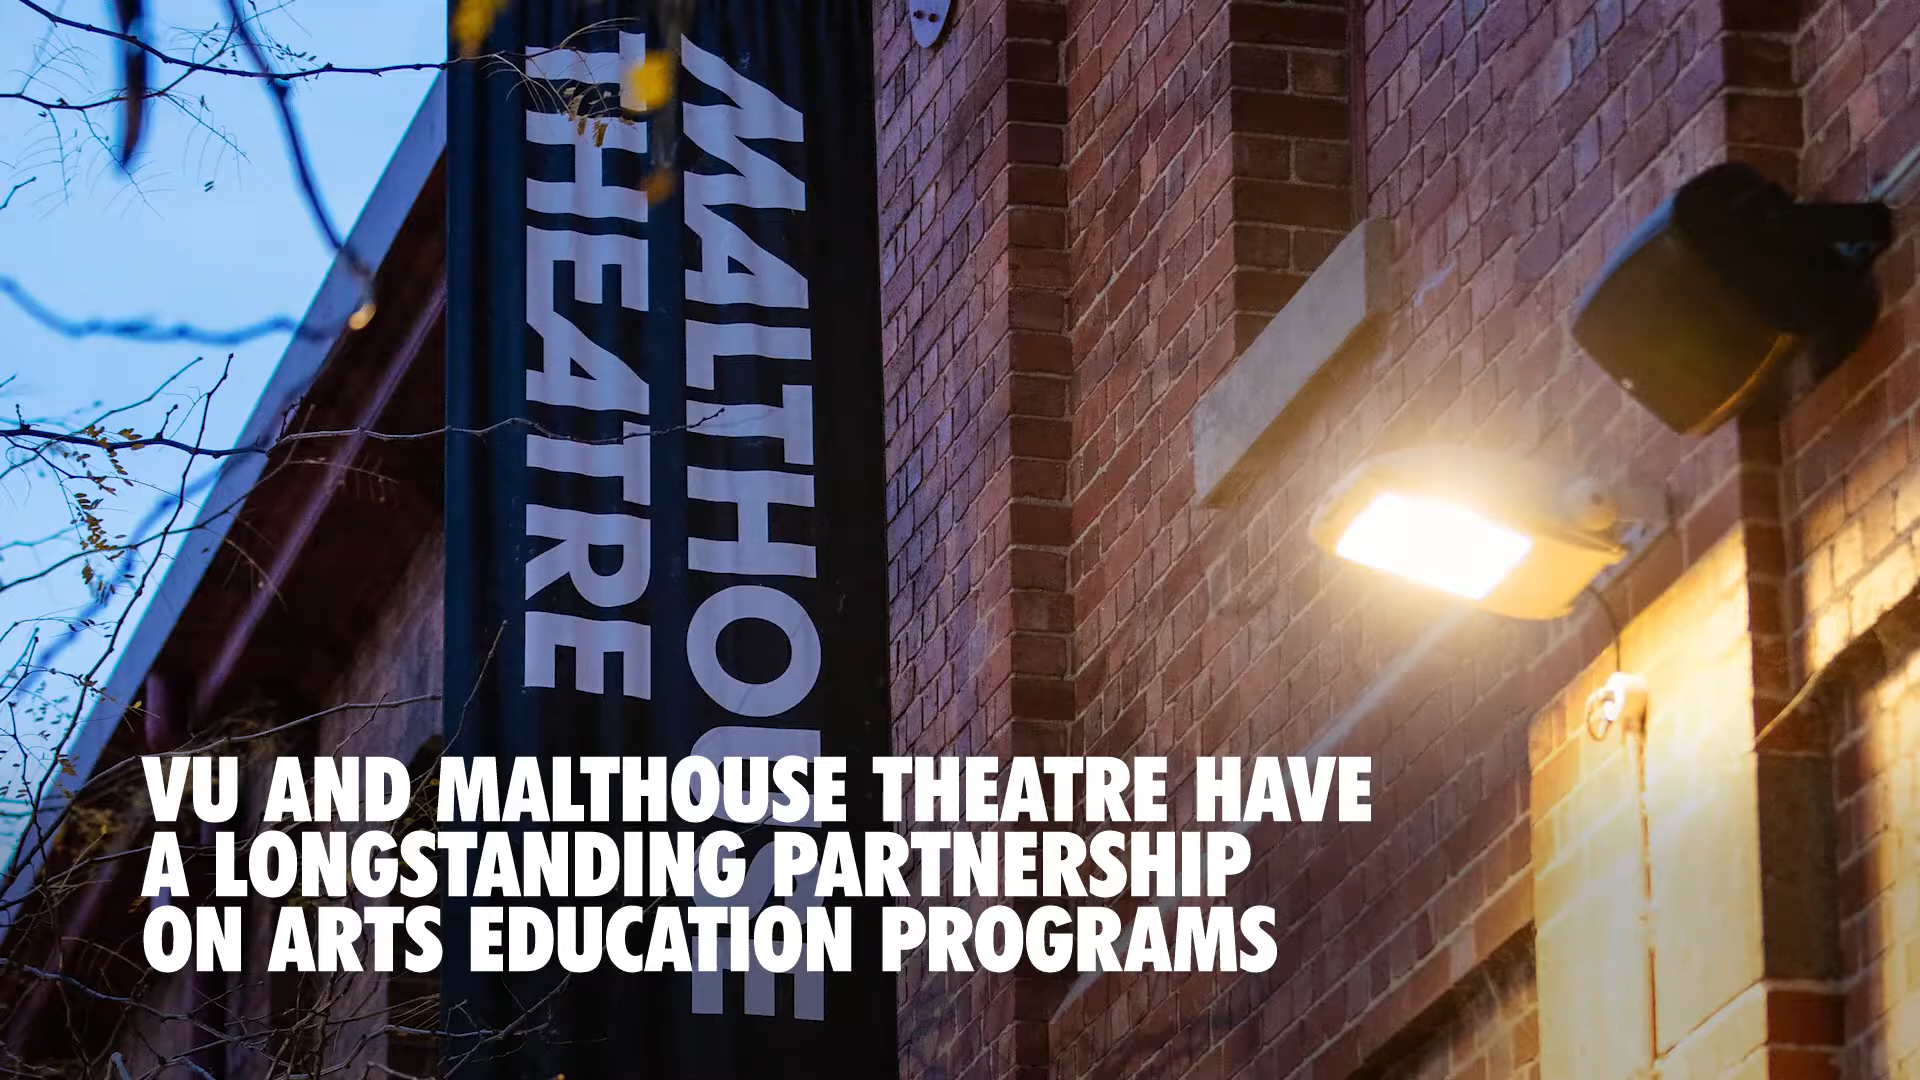 MALTHOUSE
THEATRE
VU AND MALTHOUSE THEATRE HAVE
A LONGSTANDING PARTNERSHIP
ON ARTS EDUCATION PROGRAMS